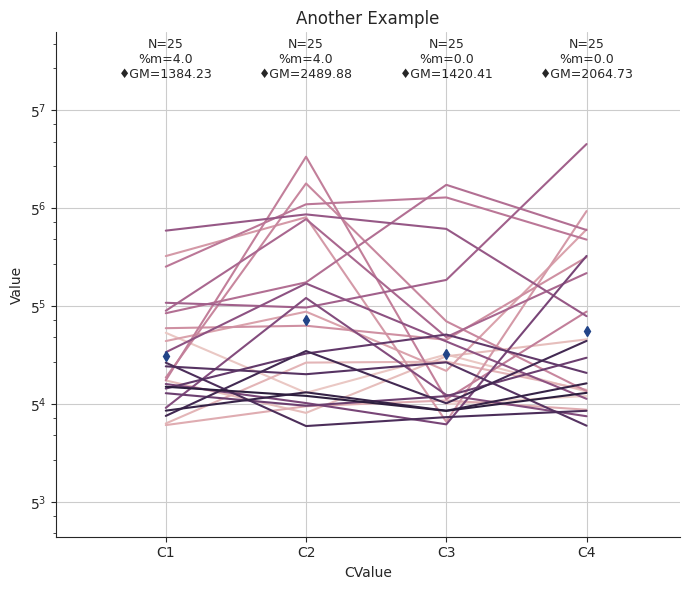 Another Example
N=25 N=25 N=25 N=25
%m=4.0 %m=4.0 %m=0.0 %m=0.0
♦GM=1384.23 ♦GM=2489.88 ♦GM=1420.41 ♦GM=2064.73
5⁷
5⁶
5⁵
5⁴
5³
Value
C1 C2 C3 C4
CValue